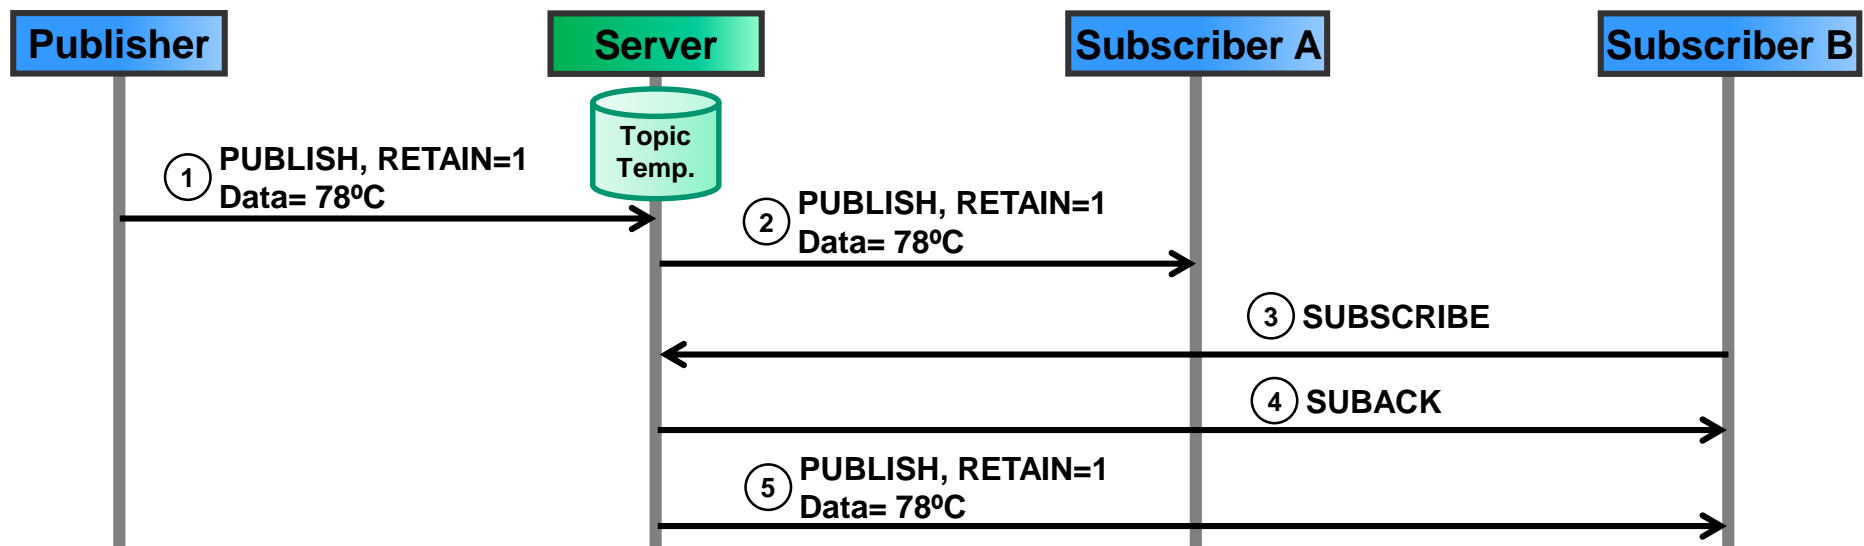 Publisher
Server
Subscriber A
Subscriber B
Topic
Temp.
1
PUBLISH, RETAIN=1
Data= 78ºC
2
PUBLISH, RETAIN=1
Data= 78ºC
3
SUBSCRIBE
4
SUBACK
5
PUBLISH, RETAIN=1
Data= 78ºC